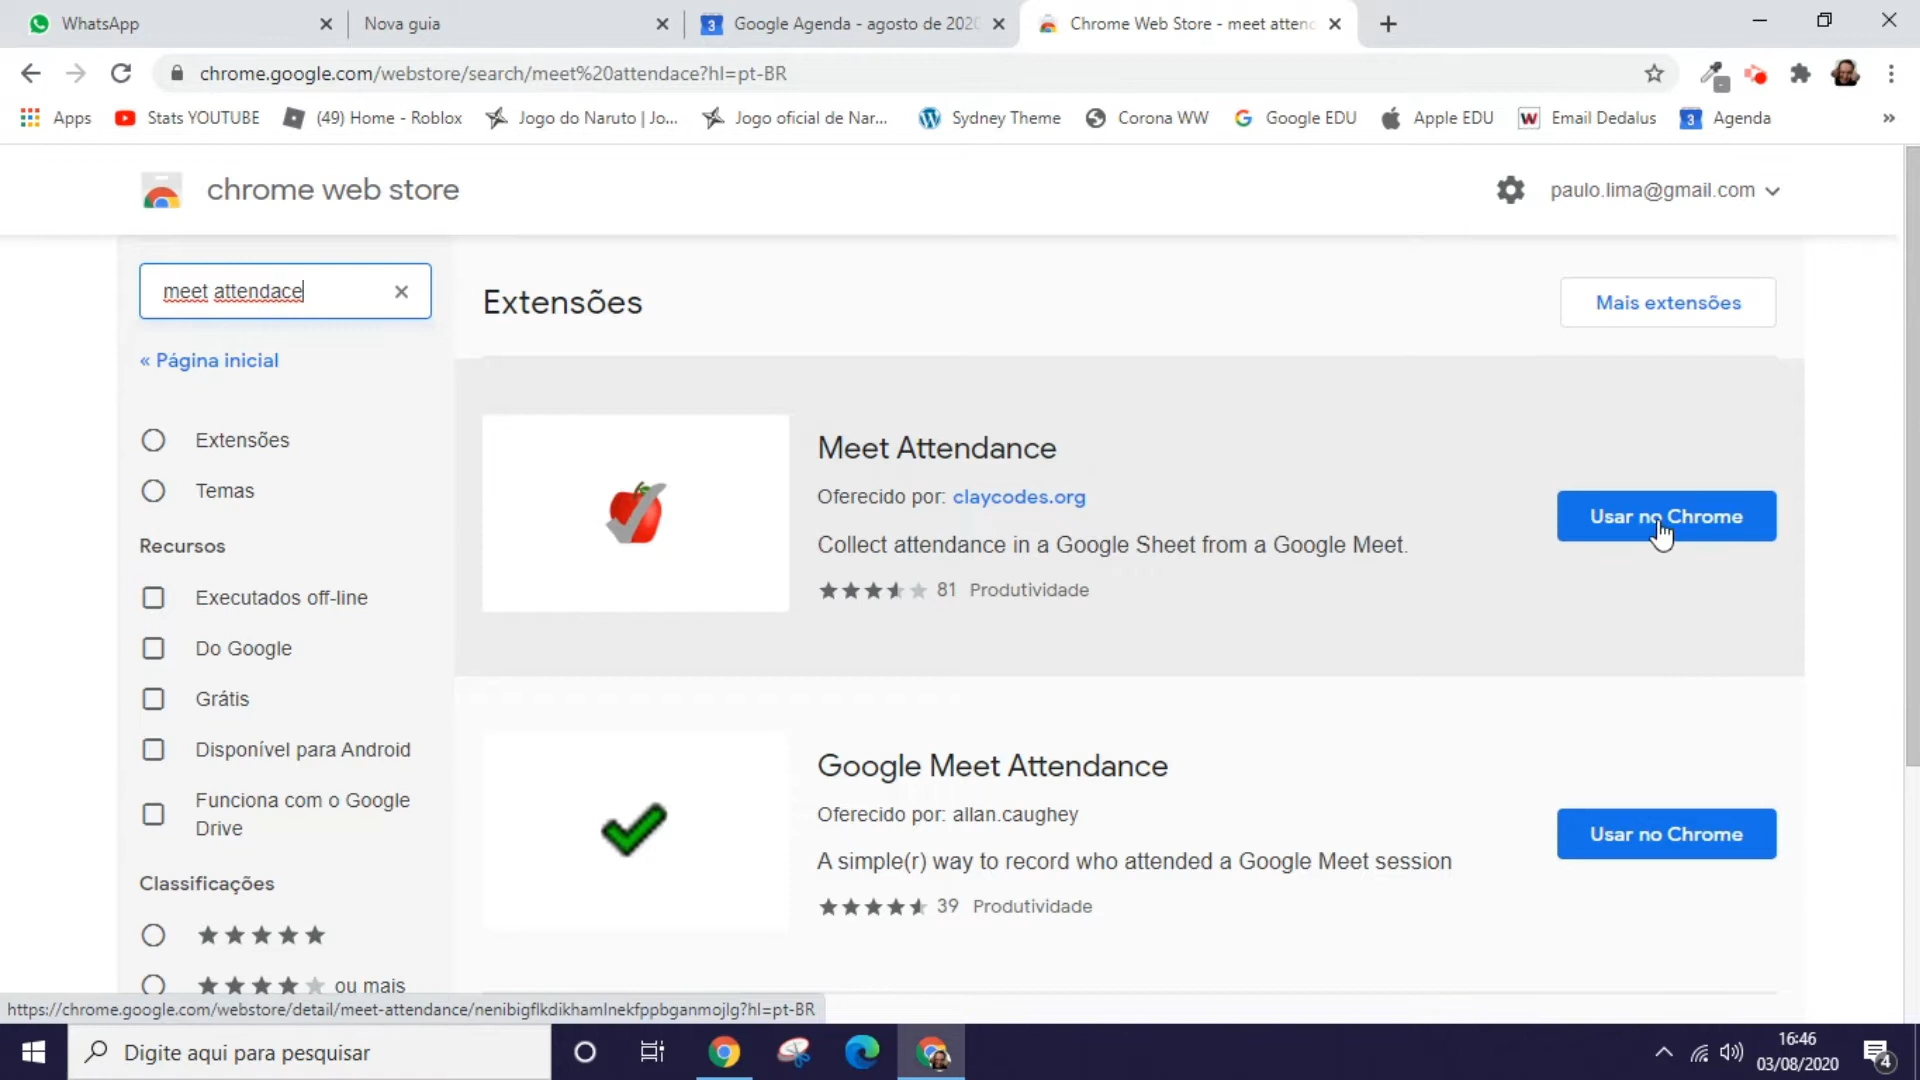 WhatsApp
Nova guia
3 Google Agenda - agosto de 2020
Chrome Web Store - meet attend
chrome.google.com/webstore/search/meet%20attendace?hl=pt-BR
Apps
Stats YOUTUBE
(49) Home - Roblox
Jogo do Naruto | Jo...
Jogo oficial de Nar...
Sydney Theme
Corona WW
Google EDU
Apple EDU
W Email Dedalus
3 Agenda
»
chrome web store
paulo.lima@gmail.com
meet attendace
« Página inicial
Extensões
Temas
Recursos
Executados off-line
Do Google
Grátis
Disponível para Android
Funciona com o Google
Drive
Classificações
ou mais
Extensões
Mais extensões
Meet Attendance
Oferecido por: claycodes.org
Collect attendance in a Google Sheet from a Google Meet.
81 Produtividade
Usar no Chrome
Google Meet Attendance
Oferecido por: allan.caughey
A simple(r) way to record who attended a Google Meet session
39 Produtividade
Usar no Chrome
https://chrome.google.com/webstore/detail/meet-attendance/nenibigflkdikhamlnekfppbganmojlg?hl=pt-BR
Digite aqui para pesquisar
16:46
03/08/2020
4